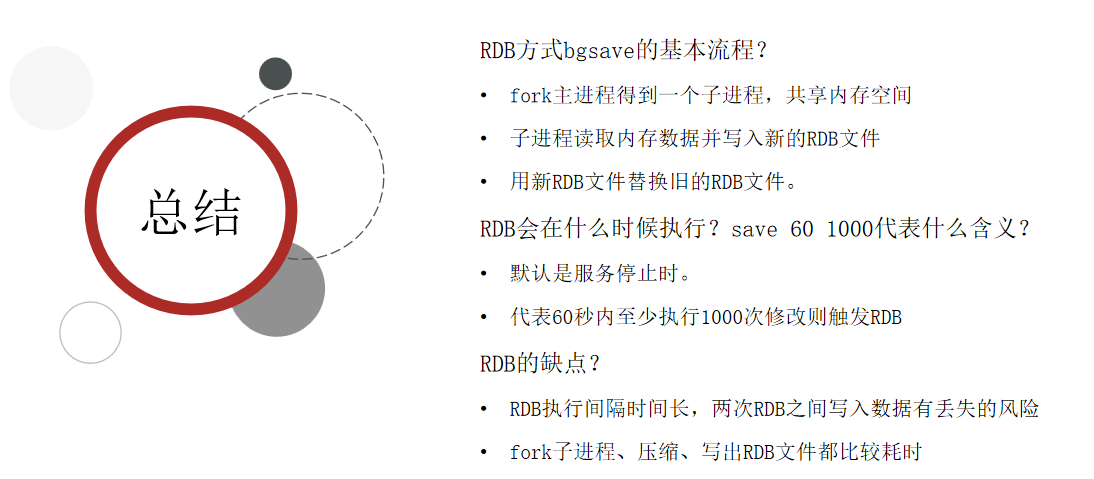 总结
RDB方式bgsave的基本流程？
• fork主进程得到一个子进程，共享内存空间
• 子进程读取内存数据并写入新的RDB文件
• 用新RDB文件替换旧的RDB文件。
RDB会在什么时候执行？save 60 1000代表什么含义？
• 默认是服务停止时。
• 代表60秒内至少执行1000次修改则触发RDB
RDB的缺点？
• RDB执行间隔时间长，两次RDB之间写入数据有丢失的风险
• fork子进程、压缩、写出RDB文件都比较耗时